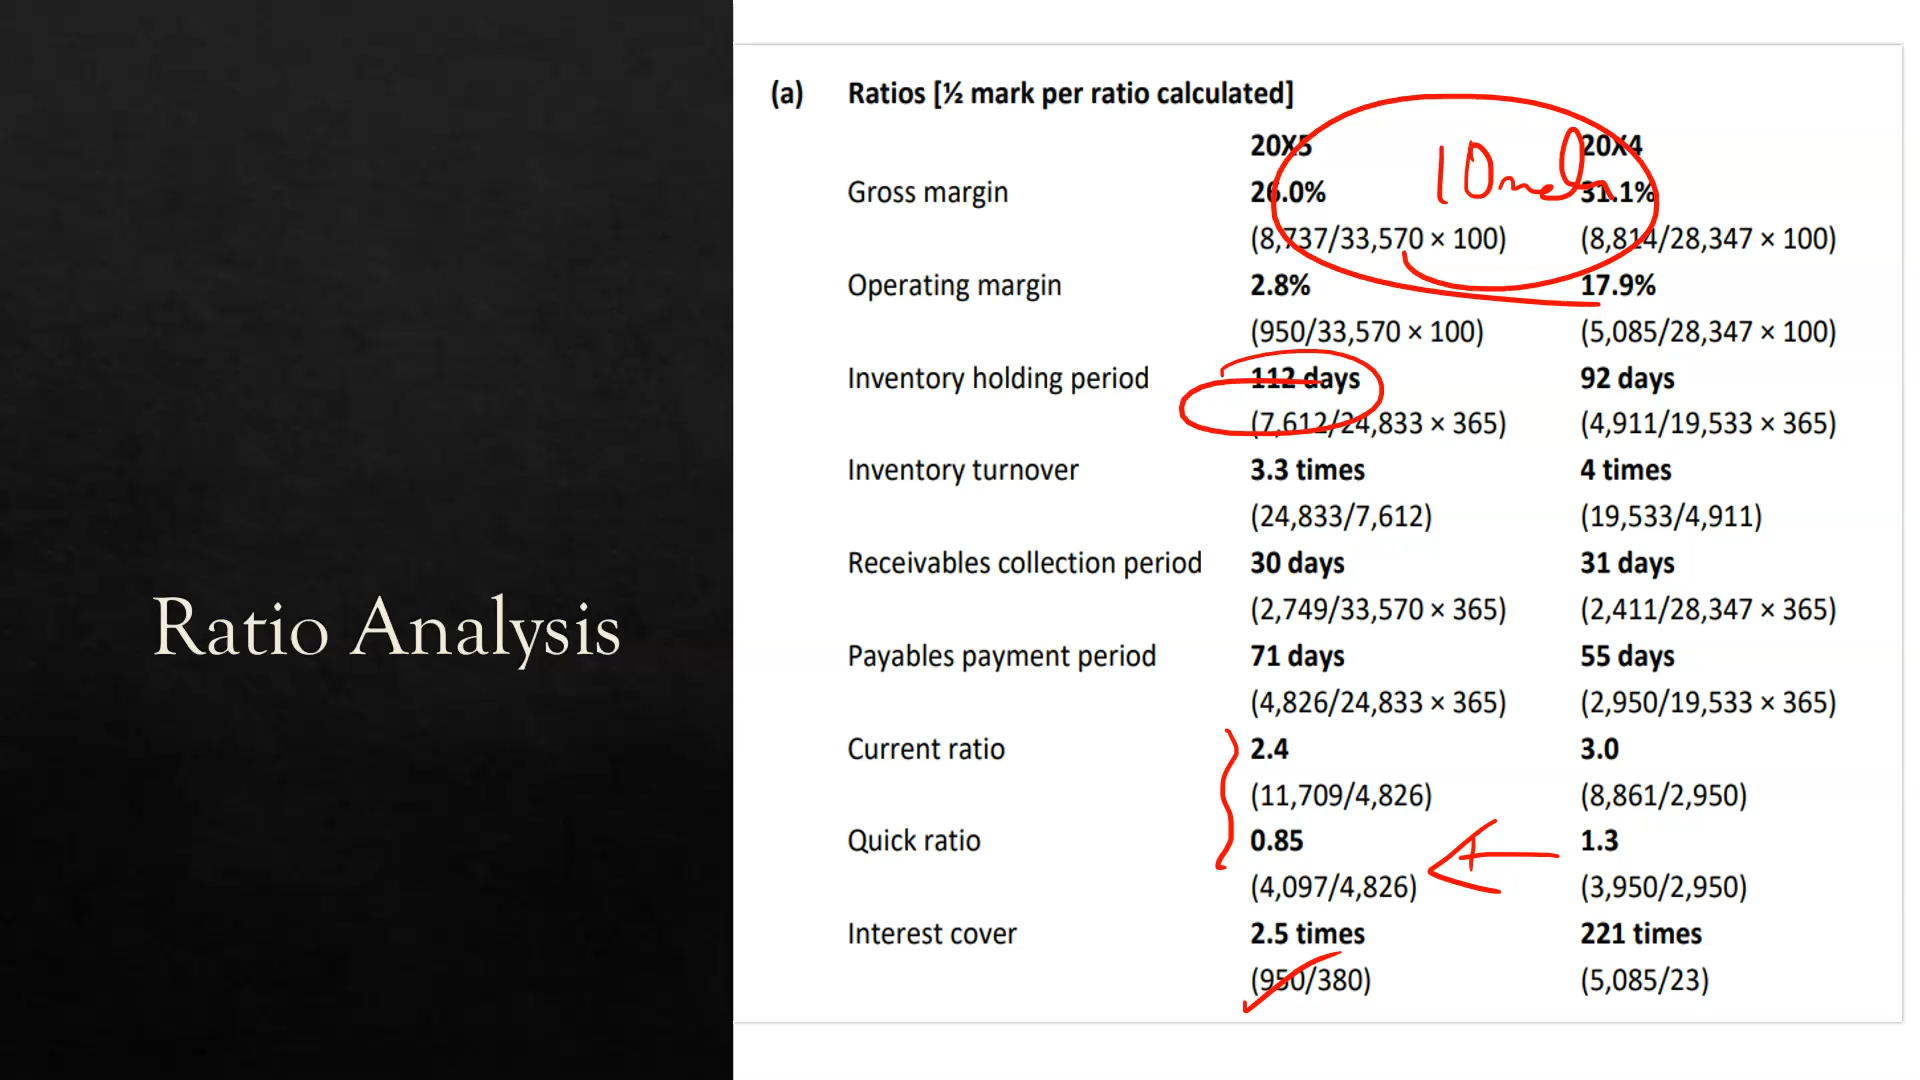 Ratio Analysis
(a) Ratios [½ mark per ratio calculated]
20X5 20X4
Gross margin 26.0% 31.1%
(8,737/33,570 × 100) (8,814/28,347 × 100)
Operating margin 2.8% 17.9%
(950/33,570 × 100) (5,085/28,347 × 100)
Inventory holding period 112 days 92 days
(7,612/24,833 × 365) (4,911/19,533 × 365)
Inventory turnover 3.3 times 4 times
(24,833/7,612) (19,533/4,911)
Receivables collection period 30 days 31 days
(2,749/33,570 × 365) (2,411/28,347 × 365)
Payables payment period 71 days 55 days
(4,826/24,833 × 365) (2,950/19,533 × 365)
Current ratio 2.4 3.0
(11,709/4,826) (8,861/2,950)
Quick ratio 0.85 1.3
(4,097/4,826) (3,950/2,950)
Interest cover 2.5 times 221 times
(950/380) (5,085/23)
10